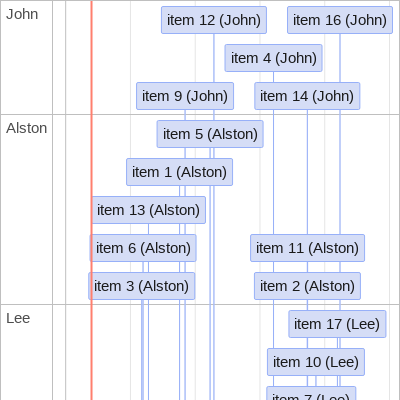 John
item 12 (John)
item 16 (John)
item 4 (John)
item 9 (John)
item 14 (John)
Alston
item 5 (Alston)
item 1 (Alston)
item 13 (Alston)
item 6 (Alston)
item 11 (Alston)
item 3 (Alston)
item 2 (Alston)
Lee
item 17 (Lee)
item 10 (Lee)
item 7 (Lee)